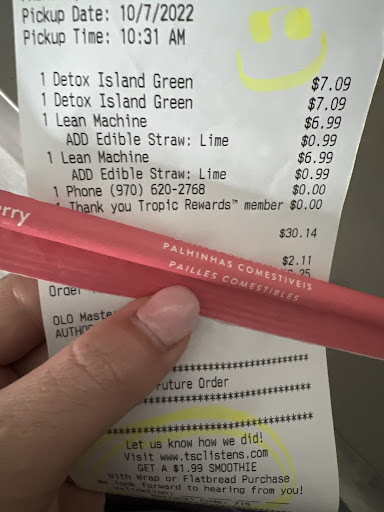 Pickup Date: 10/7/2022
Pickup Time: 10:31 AM
1 Detox Island Green $7.09
1 Detox Island Green $7.09
1 Lean Machine $6.99
ADD Edible Straw: Lime $0.99
1 Lean Machine $6.99
ADD Edible Straw: Lime $0.99
1 Phone (970) 620-2768 $0.00
1 Thank you Tropic Rewards™ member $0.00
$30.14
PALHINHAS COMESTIVEIS
PAILLES COMESTIBLES
$2.11
Order
OLO
************************
Future Order
************************
************************
Let us know how we did!
Visit www.tsclistens.com
GET A $1.99 SMOOTHIE
With Wrap or Flatbread Purchase
We look forward to hearing from you!